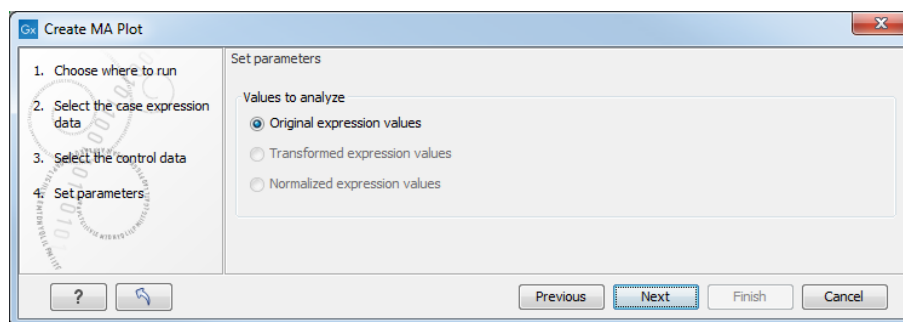 Gx Create MA Plot
X
1. Choose where to run
2. Select the case expression
data
3. Select the control data
4. Set parameters
Set parameters
Values to analyze
Original expression values
Transformed expression values
Normalized expression values
?
Previous
Next
Finish
Cancel